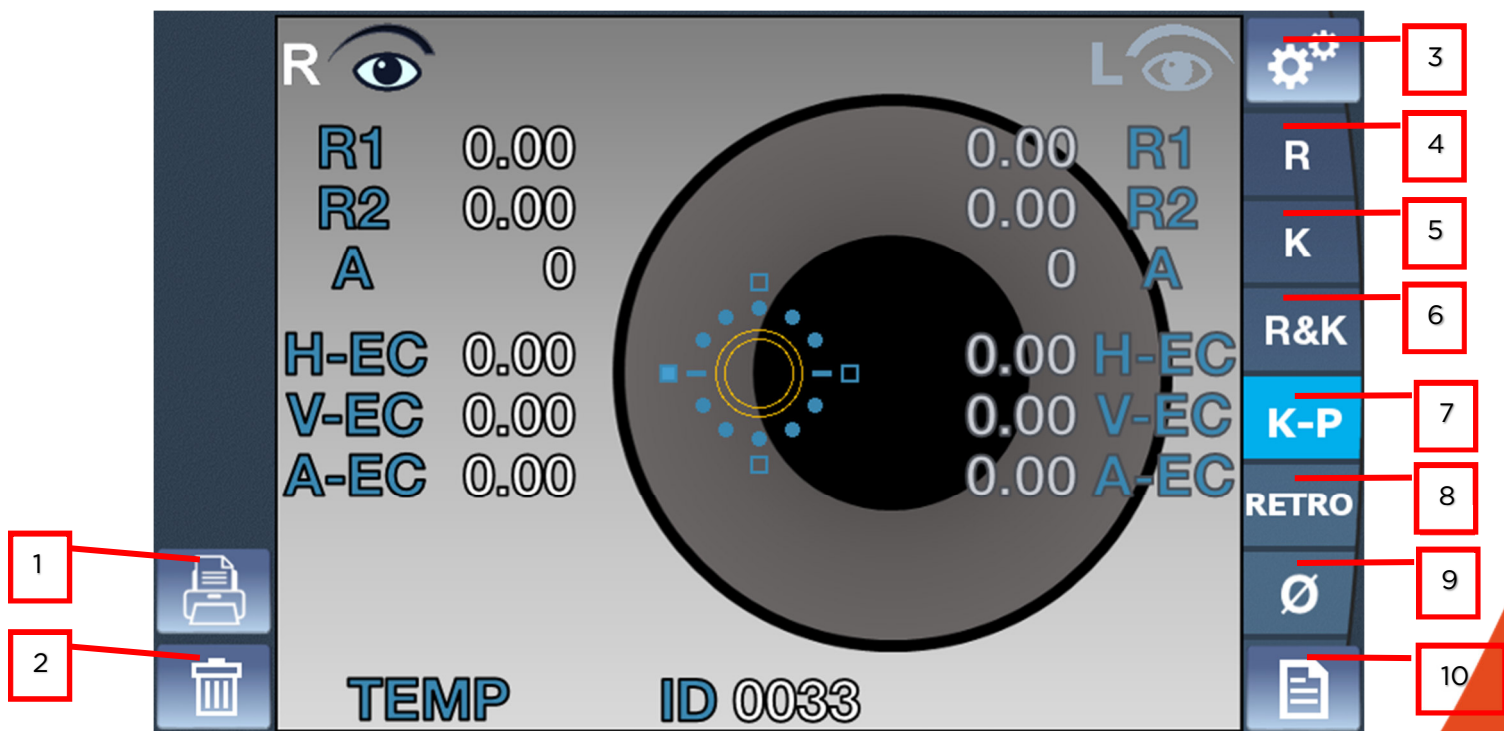 R L
R1 0.00 0.00 R1
R2 0.00 0.00 R2
A 0 0 A
H-EC 0.00 0.00 H-EC
V-EC 0.00 0.00 V-EC
A-EC 0.00 0.00 A-EC
TEMP ID 0033
R
K
R&K
K-P
RETRO
Ø
1
2
3
4
5
6
7
8
9
10